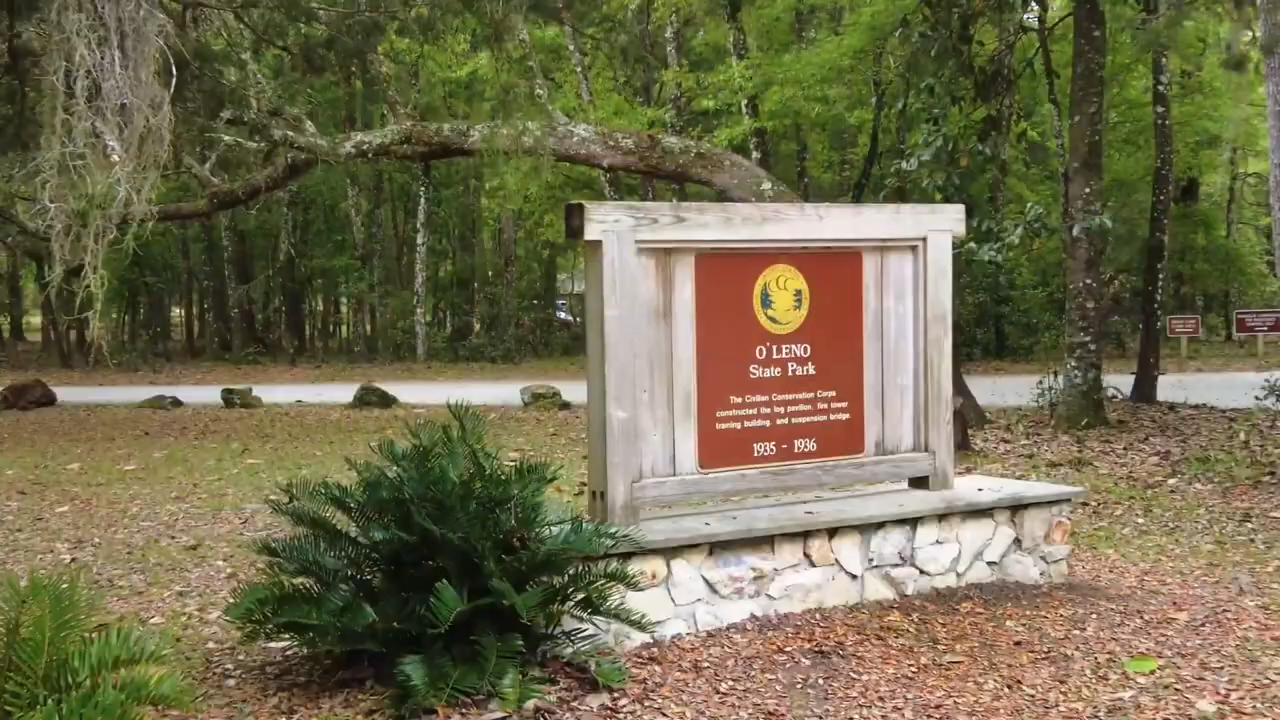 O'LENO
State Park
The Civilian Conservation Corps
constructed the log pavilion, fire tower
training building, and suspension bridge.
1935 - 1936